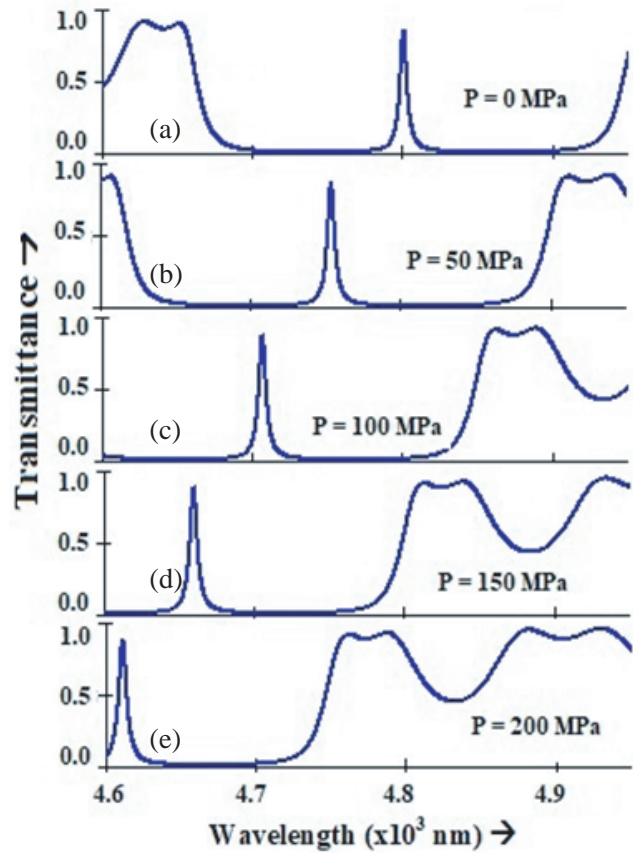 1.0
0.5
0.0
(a)
P = 0 MPa
1.0
0.5
0.0
(b)
P = 50 MPa
1.0
0.5
0.0
(c)
P = 100 MPa
1.0
0.5
0.0
(d)
P = 150 MPa
1.0
0.5
0.0
(e)
P = 200 MPa
Transmittance →
4.6 4.7 4.8 4.9
Wavelength (x10³ nm) →